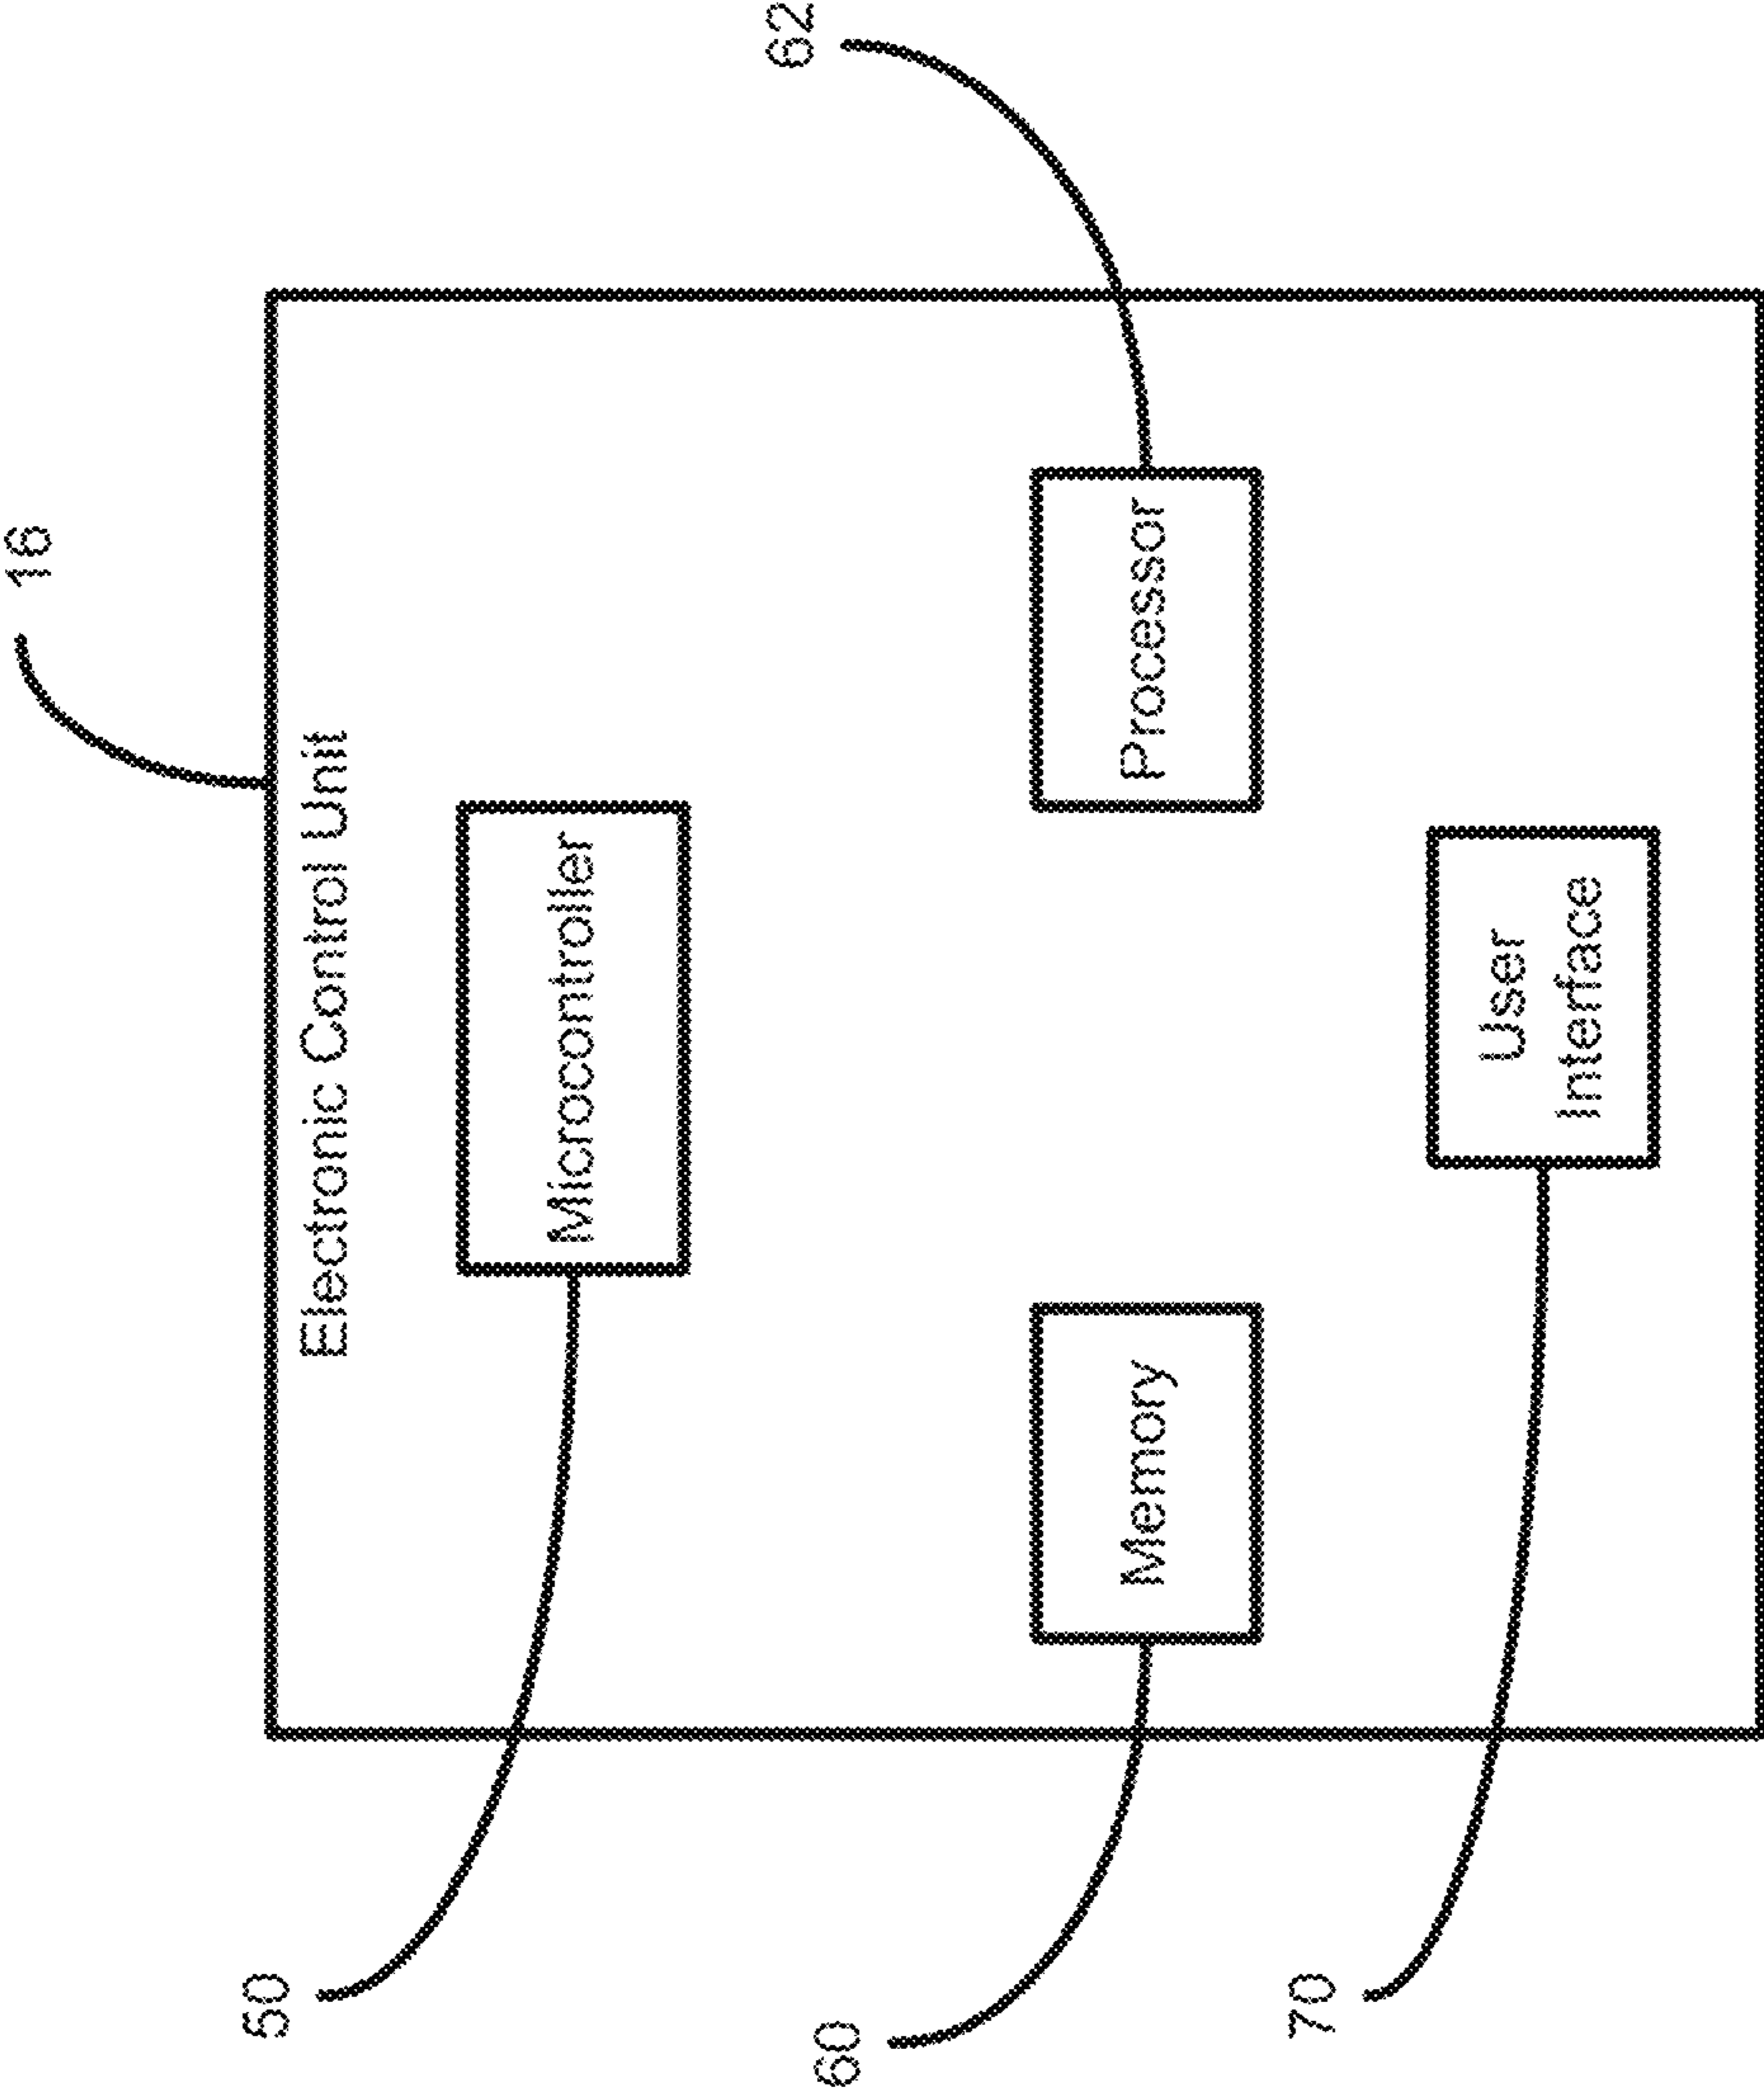 16
Electronic Control Unit
50
Microcontroller
62
60
Memory
Processor
70
User
Interface